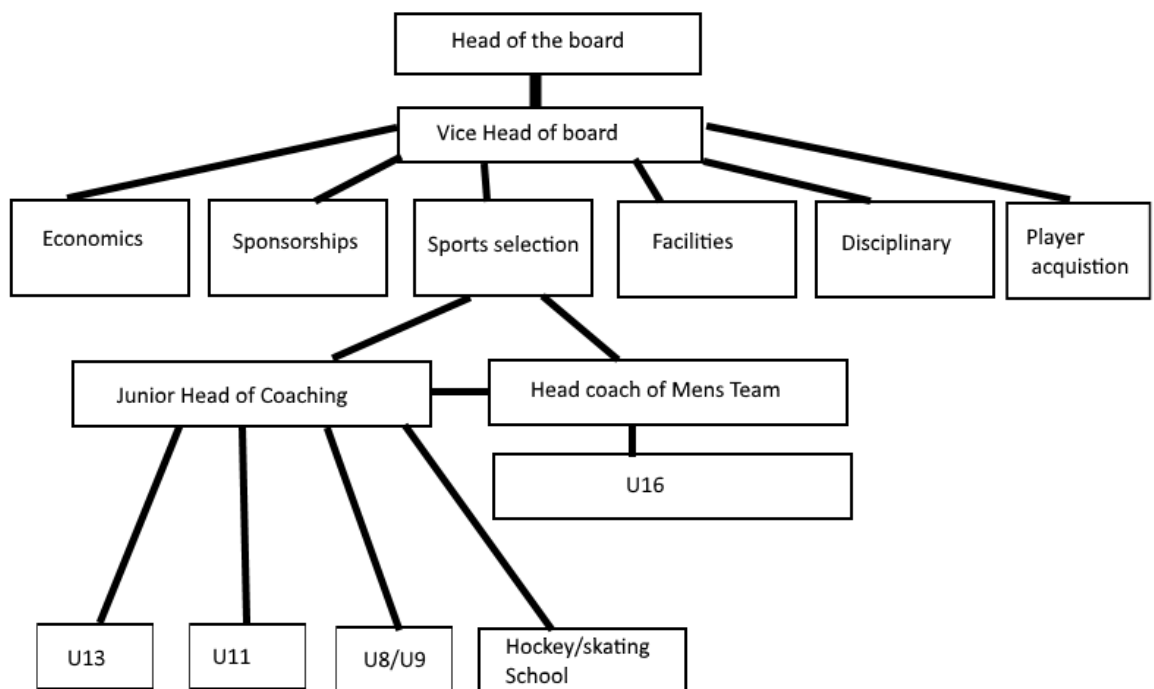 Head of the board
Vice Head of board
Economics
Sponsorships
Sports selection
Facilities
Disciplinary
Player
acquistion
Junior Head of Coaching
Head coach of Mens Team
U16
U13
U11
U8/U9
Hockey/skating
School